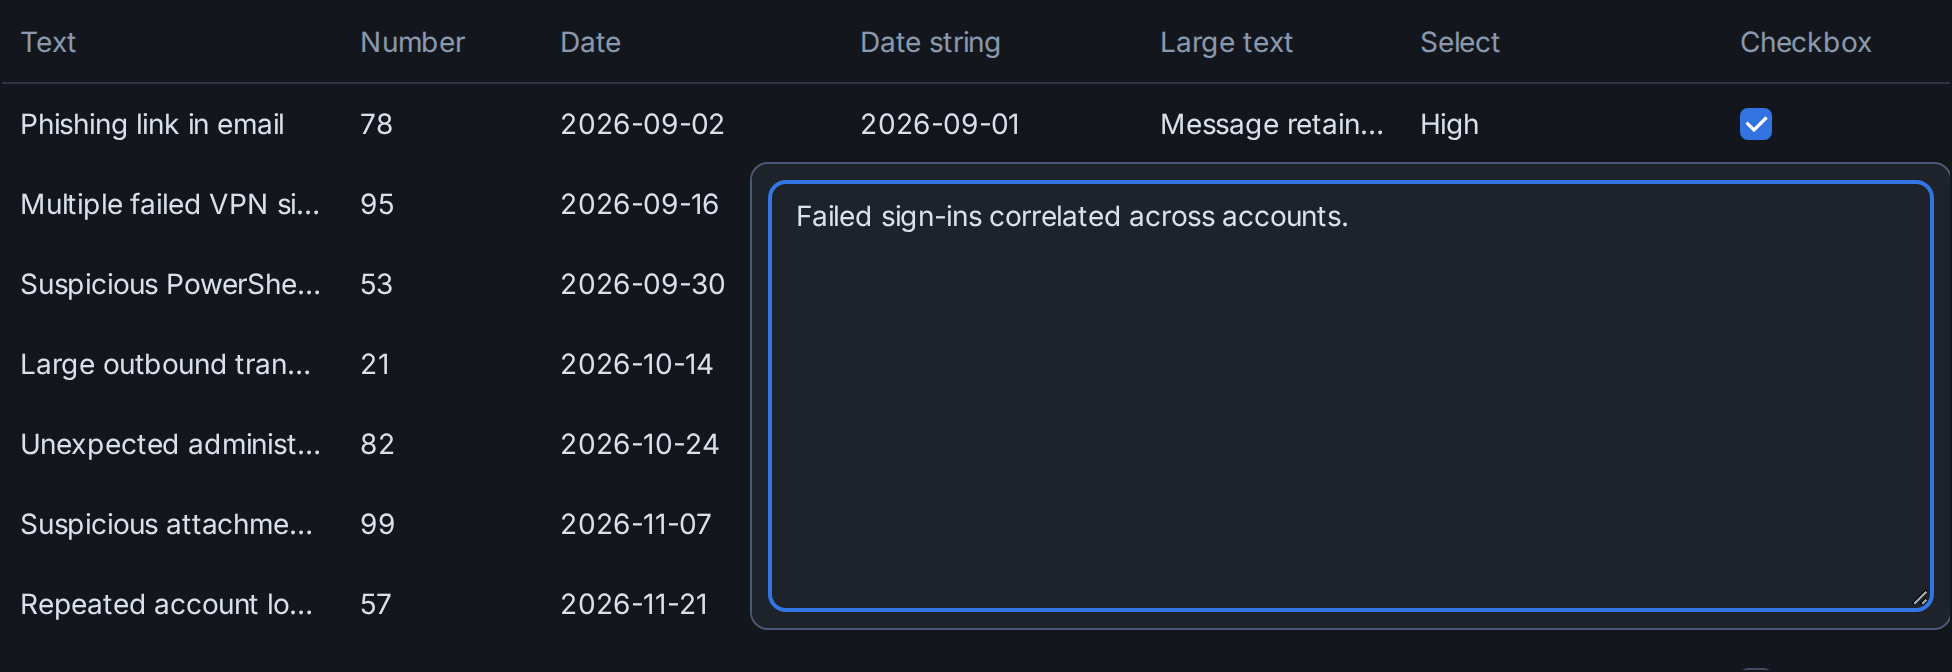 Text Number Date Date string Large text Select Checkbox
Phishing link in email 78 2026-09-02 2026-09-01 Message retain... High
Multiple failed VPN si... 95 2026-09-16
Failed sign-ins correlated across accounts.
Suspicious PowerShe... 53 2026-09-30
Large outbound tran... 21 2026-10-14
Unexpected administ... 82 2026-10-24
Suspicious attachme... 99 2026-11-07
Repeated account lo... 57 2026-11-21